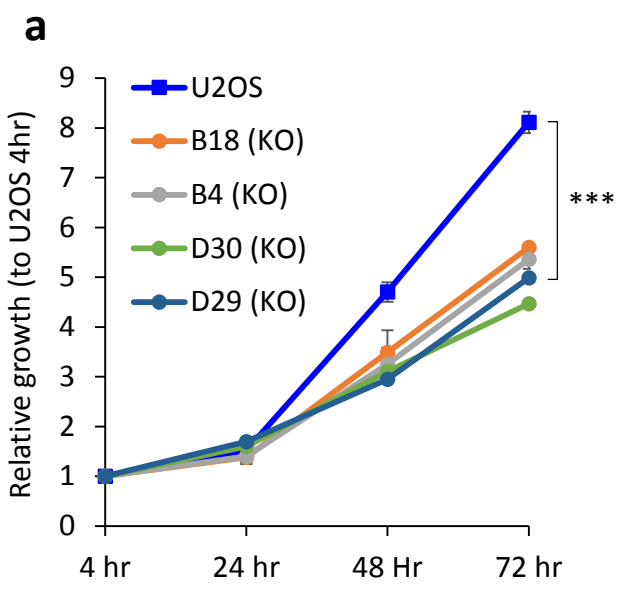 a
Relative growth (to U2OS 4hr)
9
8
7
6
5
4
3
2
1
0
U2OS
B18 (KO)
B4 (KO)
D30 (KO)
D29 (KO)
***
4 hr 24 hr 48 Hr 72 hr